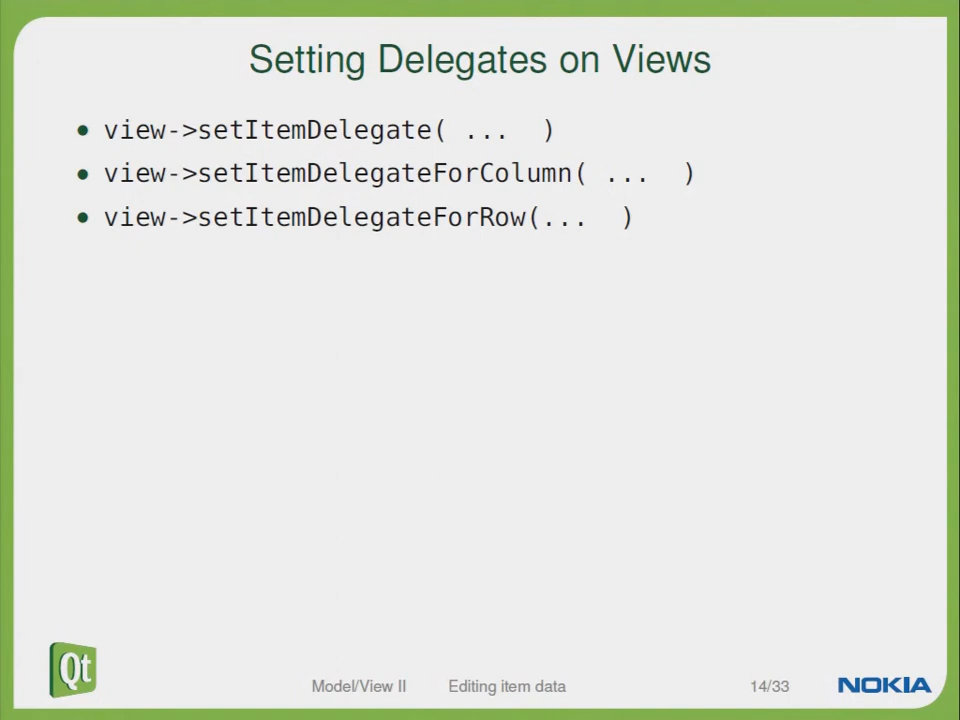 Setting Delegates on Views
• view->setItemDelegate( ... )
• view->setItemDelegateForColumn( ... )
• view->setItemDelegateForRow(... )
Qt
Model/View II Editing item data 14/33 NOKIA